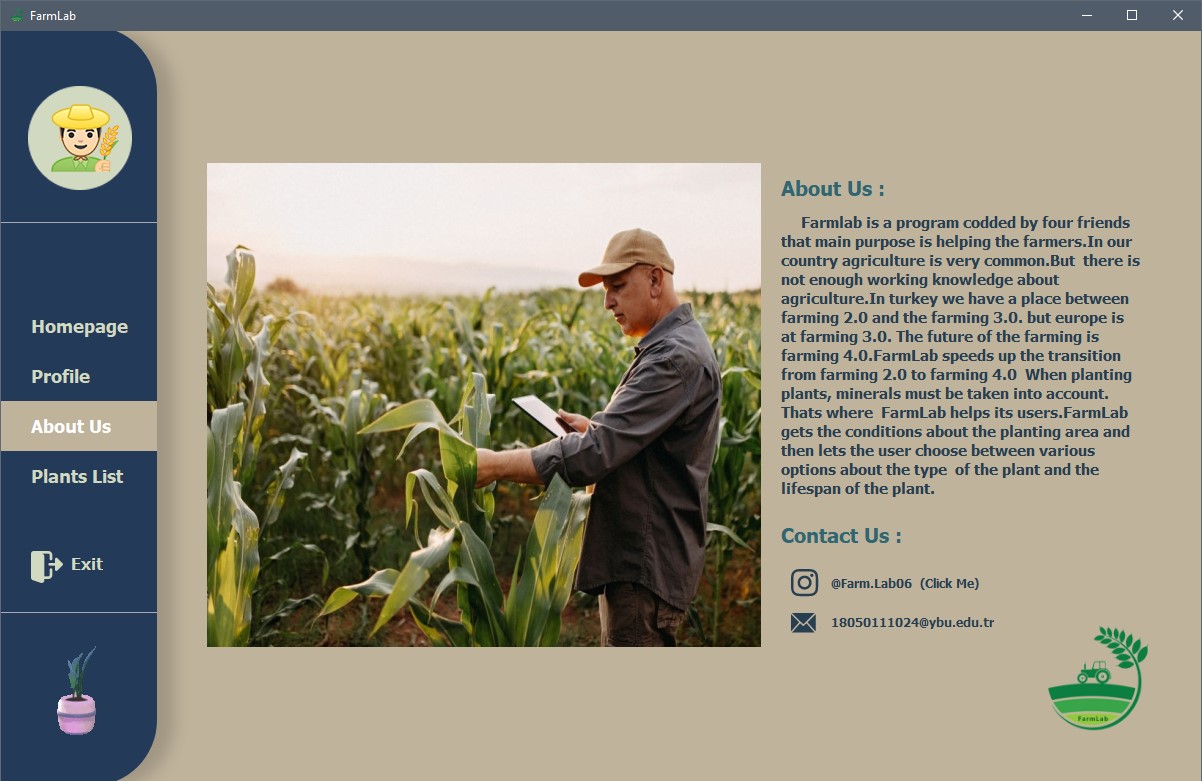 FarmLab
Homepage
Profile
About Us
Plants List
Exit
About Us :
Farmlab is a program codded by four friends
that main purpose is helping the farmers.In our
country agriculture is very common.But  there is
not enough working knowledge about
agriculture.In turkey we have a place between
farming 2.0 and the farming 3.0. but europe is
at farming 3.0. The future of the farming is
farming 4.0.FarmLab speeds up the transition
from farming 2.0 to farming 4.0  When planting
plants, minerals must be taken into account.
Thats where  FarmLab helps its users.FarmLab
gets the conditions about the planting area and
then lets the user choose between various
options about the type  of the plant and the
lifespan of the plant.
Contact Us :
@Farm.Lab06  (Click Me)
18050111024@ybu.edu.tr
FarmLab